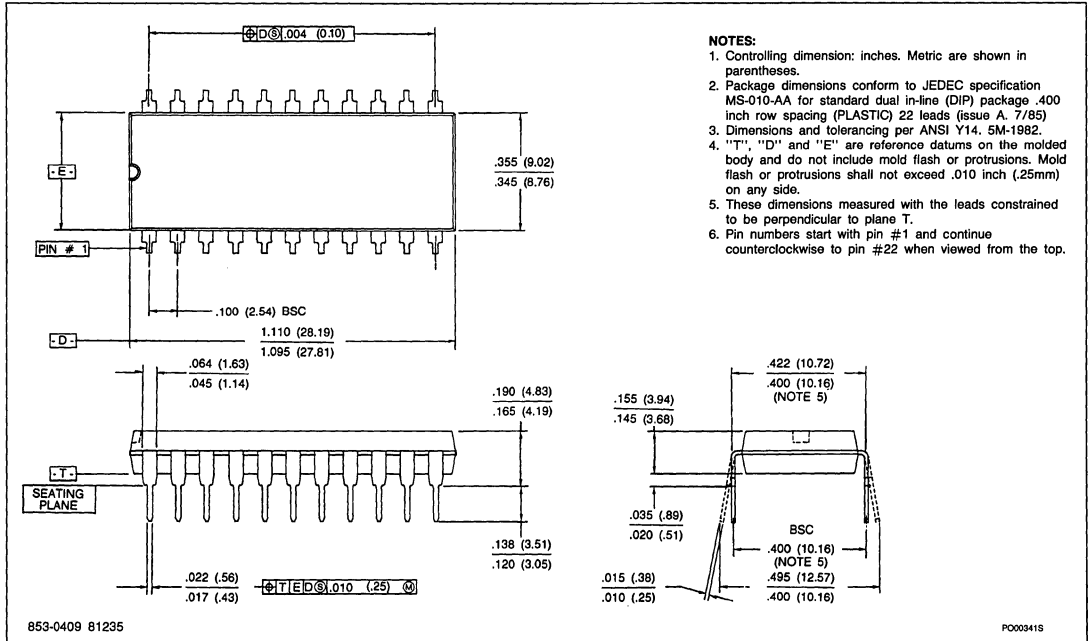 ⌖ D Ⓢ .004 (0.10)
- E -
.355 (9.02)
.345 (8.76)
PIN # 1
.100 (2.54) BSC
- D -
1.110 (28.19)
1.095 (27.81)
.064 (1.63)
.045 (1.14)
.190 (4.83)
.165 (4.19)
- T -
SEATING
PLANE
.138 (3.51)
.120 (3.05)
.022 (.56)
.017 (.43)
⌖ T E D Ⓢ .010 (.25) Ⓜ
NOTES:
1. Controlling dimension: inches. Metric are shown in
parentheses.
2. Package dimensions conform to JEDEC specification
MS-010-AA for standard dual in-line (DIP) package .400
inch row spacing (PLASTIC) 22 leads (issue A. 7/85)
3. Dimensions and tolerancing per ANSI Y14. 5M-1982.
4. "T", "D" and "E" are reference datums on the molded
body and do not include mold flash or protrusions. Mold
flash or protrusions shall not exceed .010 inch (.25mm)
on any side.
5. These dimensions measured with the leads constrained
to be perpendicular to plane T.
6. Pin numbers start with pin #1 and continue
counterclockwise to pin #22 when viewed from the top.
.422 (10.72)
.400 (10.16)
(NOTE 5)
.155 (3.94)
.145 (3.68)
.035 (.89)
.020 (.51)
BSC
.400 (10.16)
(NOTE 5)
.015 (.38)
.010 (.25)
.495 (12.57)
.400 (10.16)
853-0409 81235
PO00341S